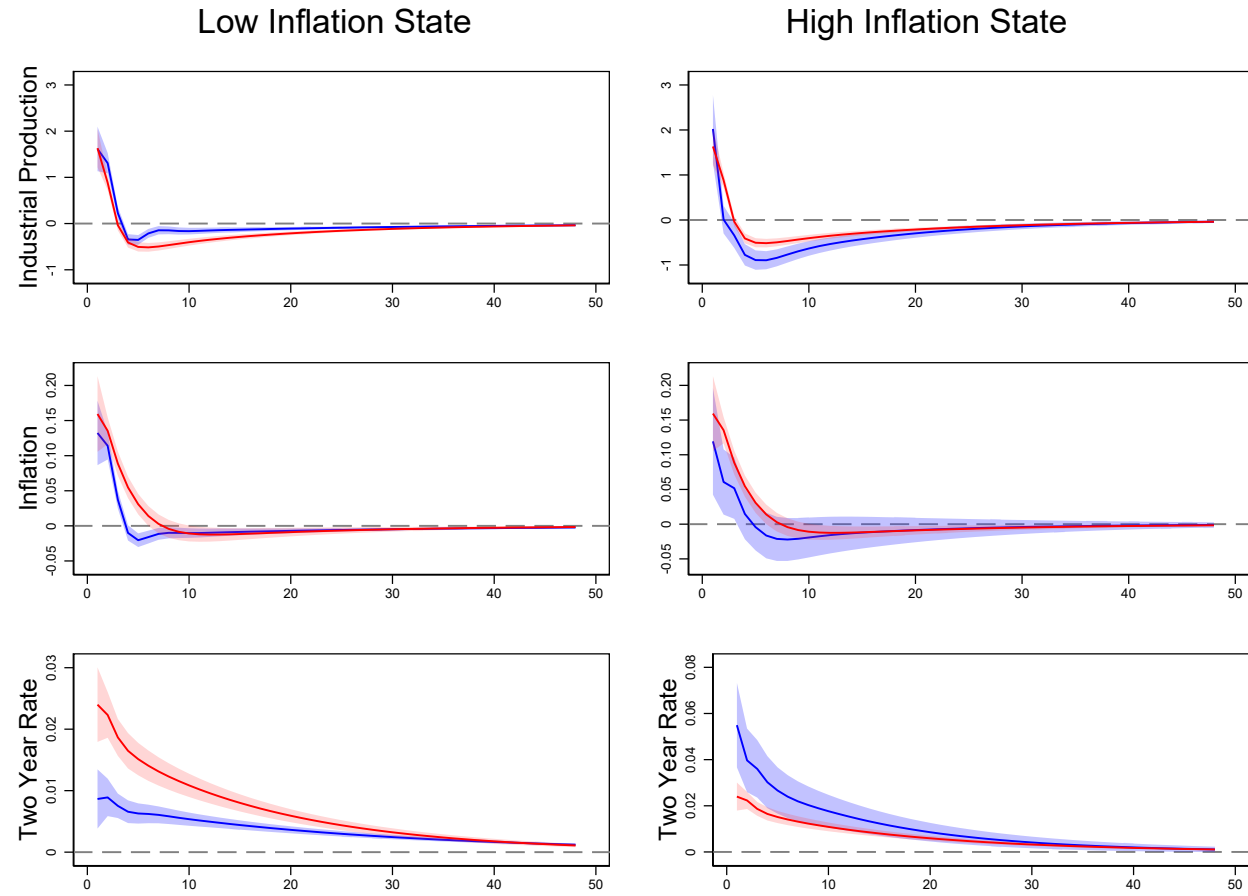 Low Inflation State
High Inflation State
Industrial Production
3
2
1
0
-1
0 10 20 30 40 50
3
2
1
0
-1
0 10 20 30 40 50
Inflation
0.20
0.15
0.10
0.05
0
-0.05
0 10 20 30 40 50
0.20
0.15
0.10
0.05
0
-0.05
0 10 20 30 40 50
Two Year Rate
0.03
0.02
0.01
0
0 10 20 30 40 50
Two Year Rate
0.08
0.06
0.04
0.02
0
0 10 20 30 40 50